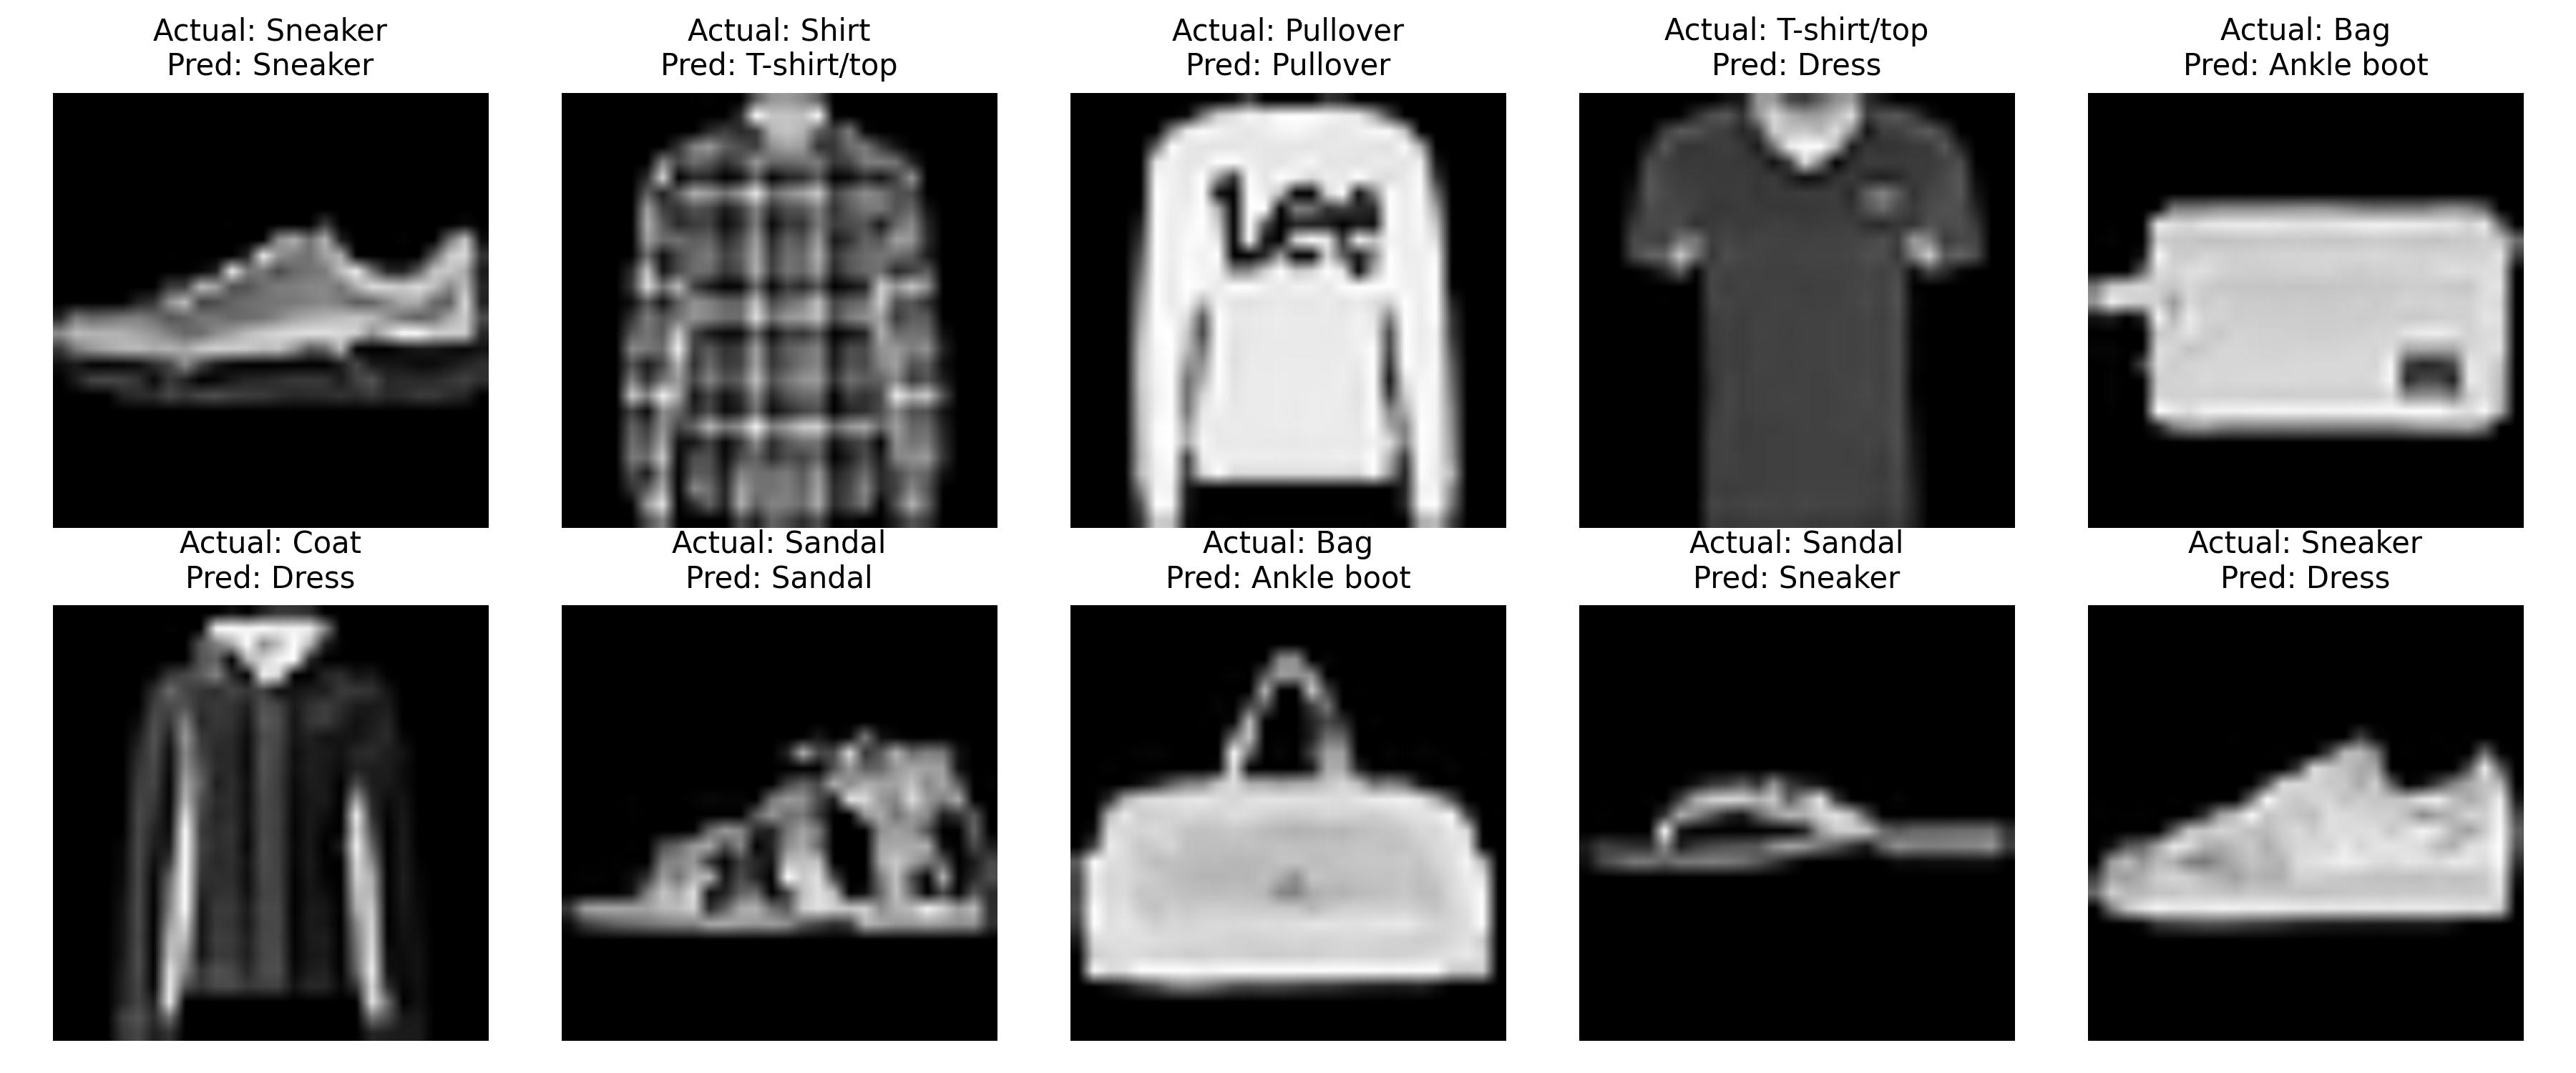 Actual: Sneaker
Pred: Sneaker
Actual: Shirt
Pred: T-shirt/top
Actual: Pullover
Pred: Pullover
Actual: T-shirt/top
Pred: Dress
Actual: Bag
Pred: Ankle boot
Actual: Coat
Pred: Dress
Actual: Sandal
Pred: Sandal
Actual: Bag
Pred: Ankle boot
Actual: Sandal
Pred: Sneaker
Actual: Sneaker
Pred: Dress